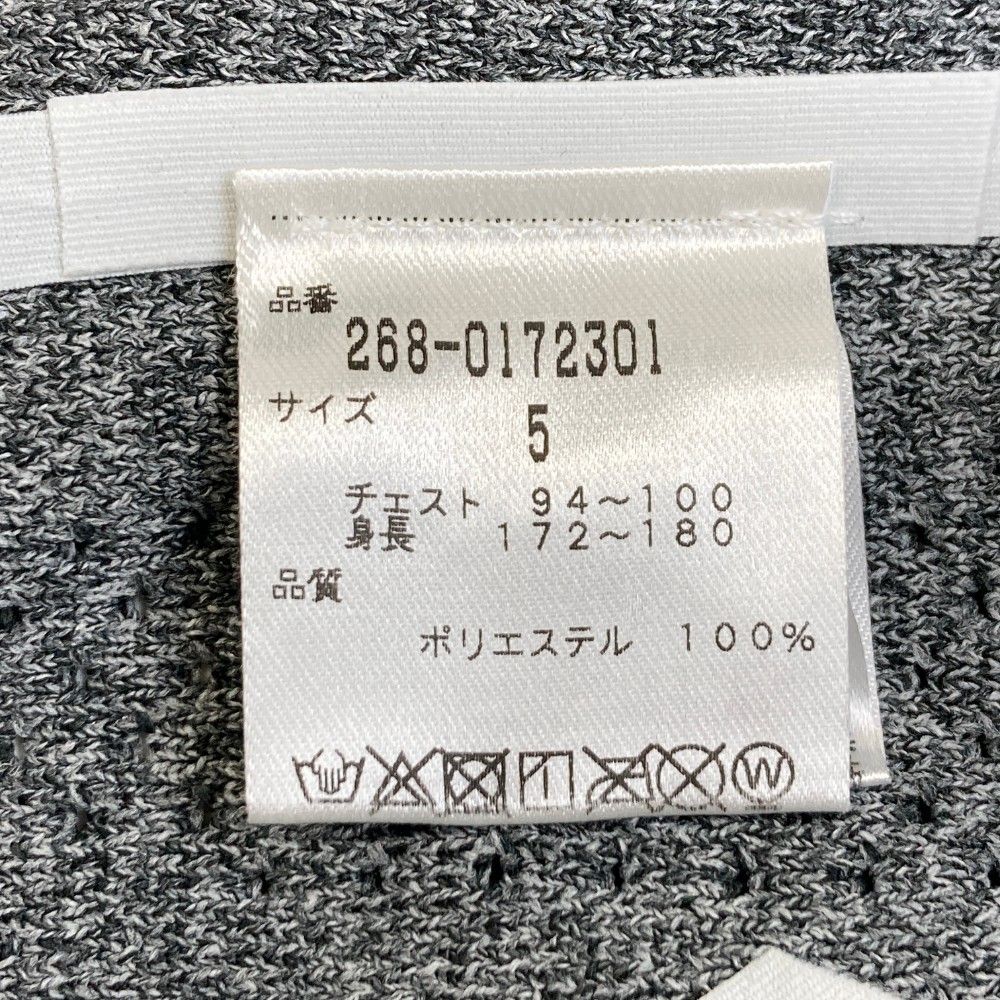 品番
268-0172301
サイズ
5
チェスト 94〜100
身長 172〜180
品質
ポリエステル 100%
W